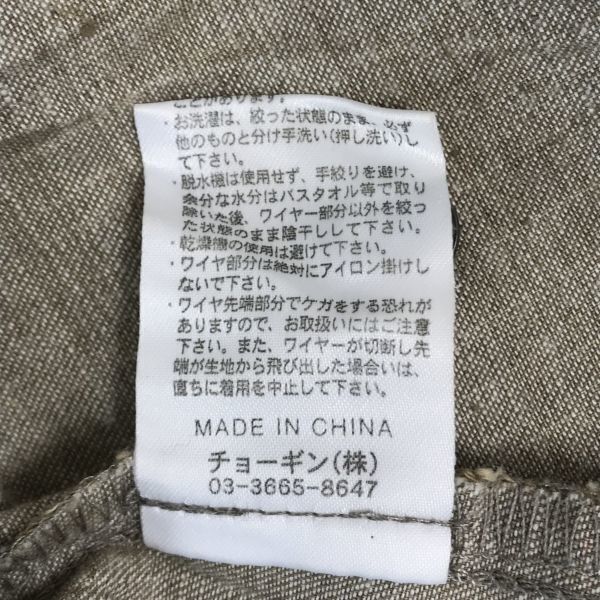 ことがあります。
・お洗濯は、絞った状態のまま、必ず
他のものと分け手洗い(押し洗い)し
て下さい。
・脱水機は使用せず、手絞りを避け、
余分な水分はバスタオル等で取り
除いた後、ワイヤー部分以外を絞っ
た状態のまま陰干しして下さい。
・乾燥機の使用は避けて下さい。
・ワイヤ部分は絶対にアイロン掛けし
ないで下さい。
・ワイヤ先端部分でケガをする恐れが
ありますので、お取扱いにはご注意
下さい。また、ワイヤーが切断し先
端が生地から飛び出した場合いは、
直ちに着用を中止して下さい。
MADE IN CHINA
チョーギン(株)
03-3665-8647